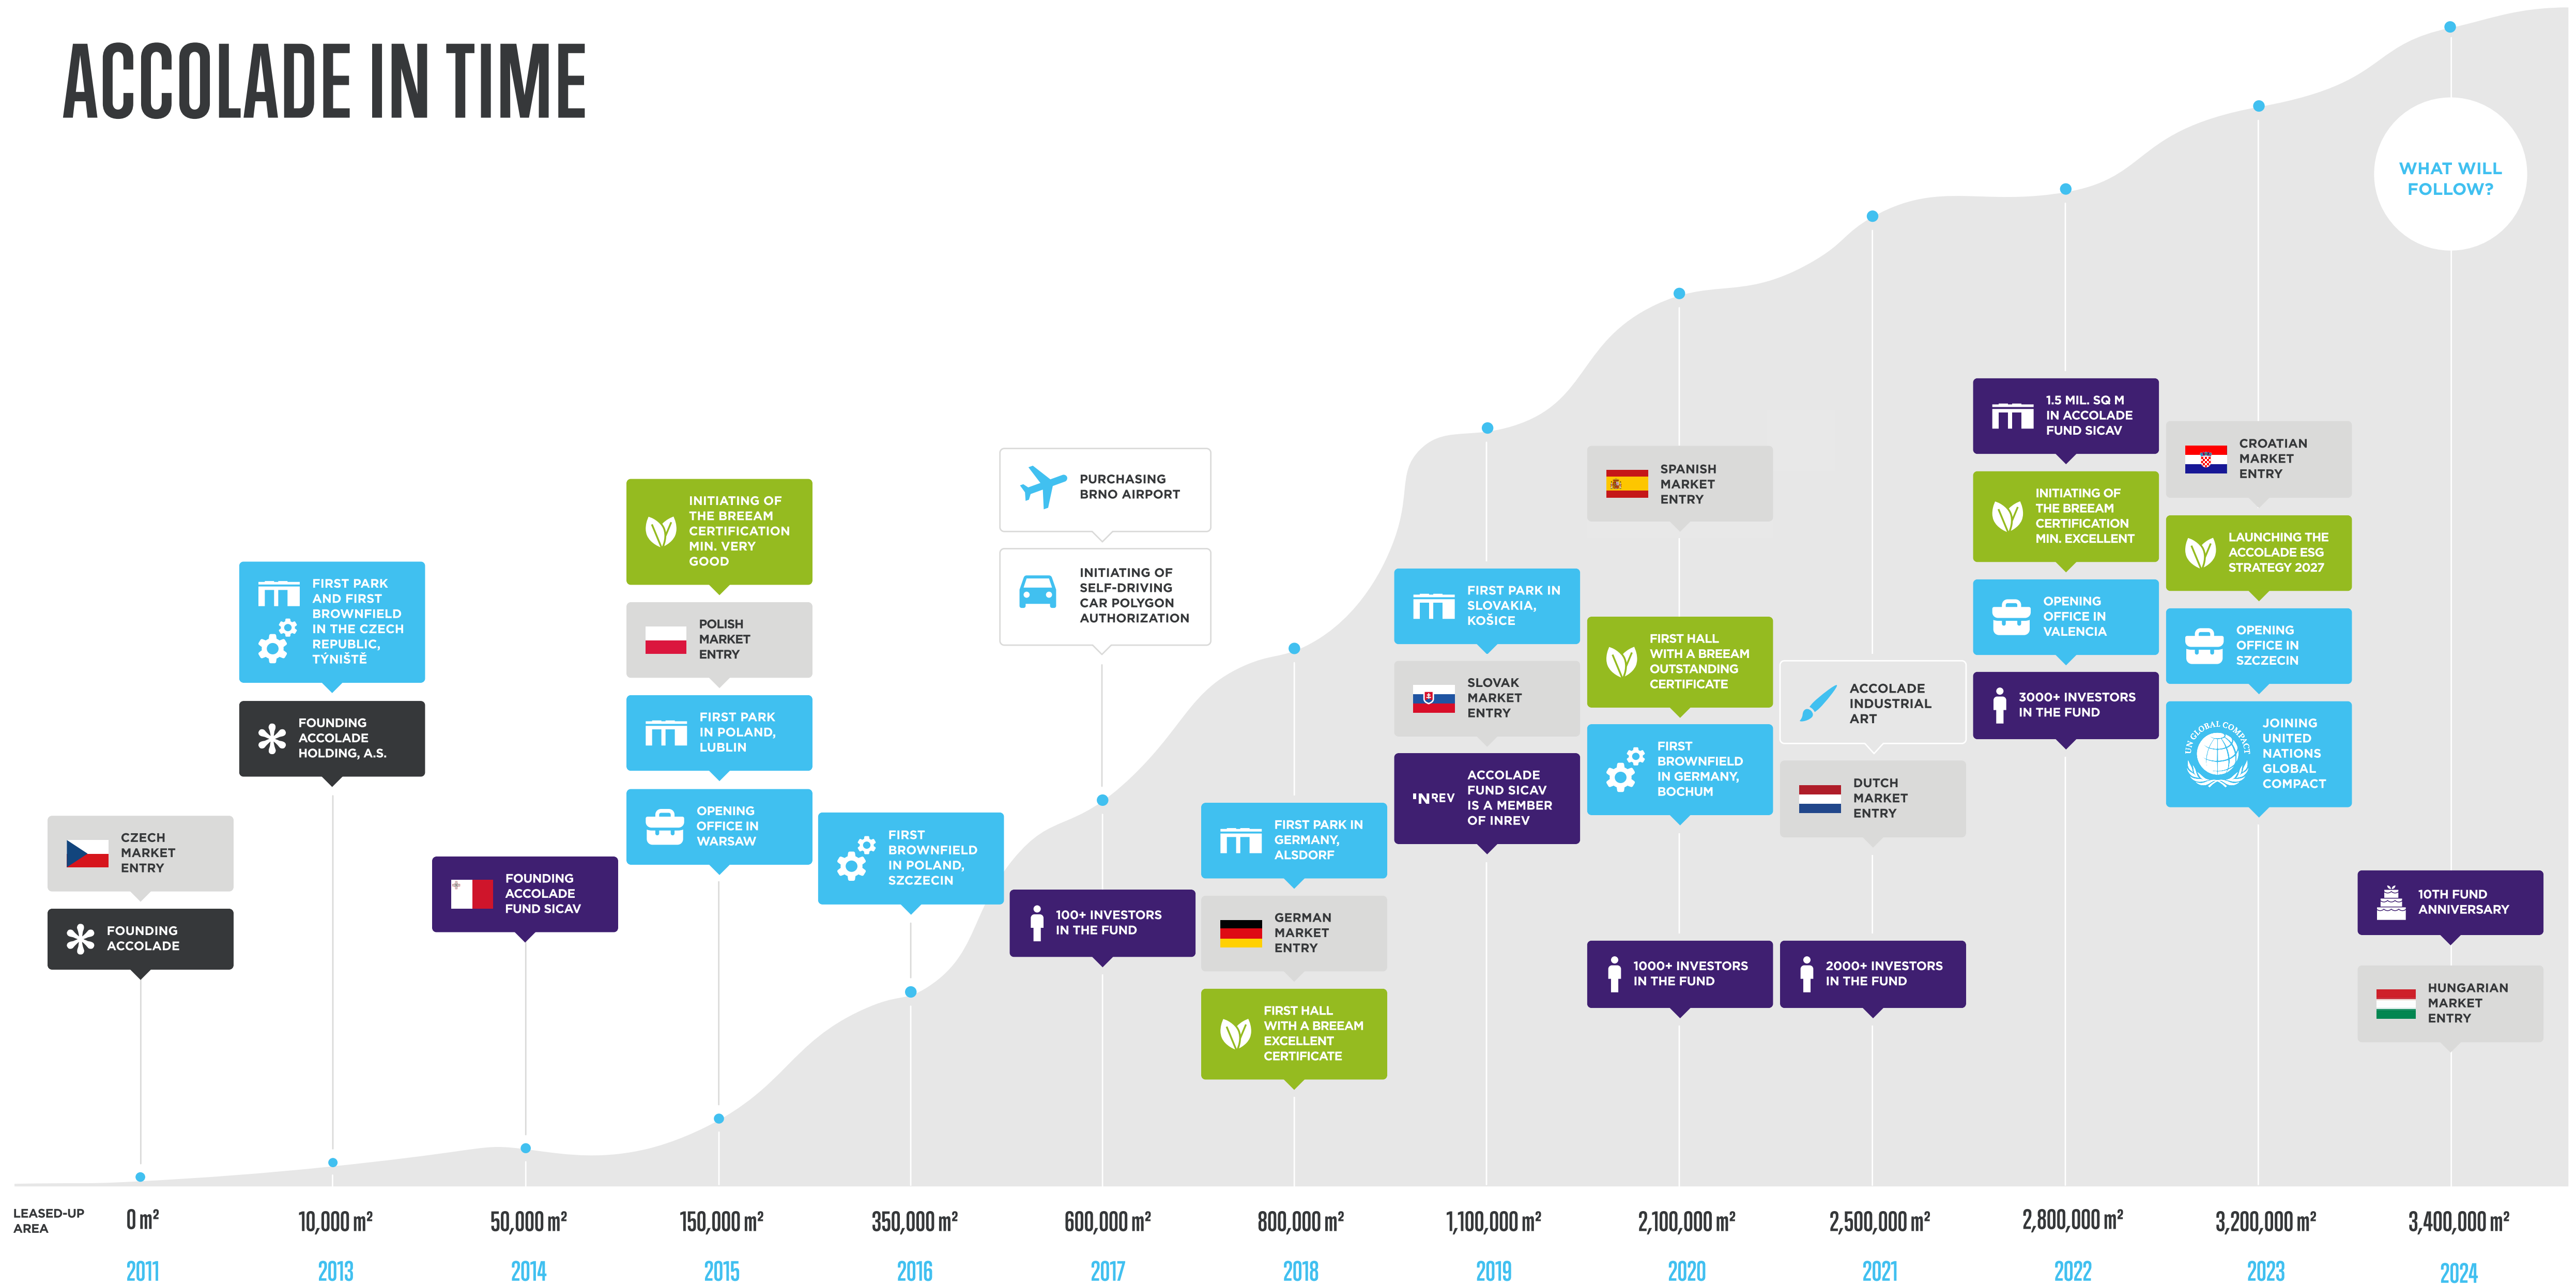 ACCOLADE IN TIME
WHAT WILL
FOLLOW?
CZECH
MARKET
ENTRY
FOUNDING
ACCOLADE
FIRST PARK
AND FIRST
BROWNFIELD
IN THE CZECH
REPUBLIC,
TÝNIŠTĚ
FOUNDING
ACCOLADE
HOLDING, A.S.
FOUNDING
ACCOLADE
FUND SICAV
INITIATING OF
THE BREEAM
CERTIFICATION
MIN. VERY
GOOD
POLISH
MARKET
ENTRY
FIRST PARK
IN POLAND,
LUBLIN
OPENING
OFFICE IN
WARSAW
FIRST
BROWNFIELD
IN POLAND,
SZCZECIN
PURCHASING
BRNO AIRPORT
INITIATING OF
SELF-DRIVING
CAR POLYGON
AUTHORIZATION
100+ INVESTORS
IN THE FUND
FIRST PARK IN
GERMANY,
ALSDORF
GERMAN
MARKET
ENTRY
FIRST HALL
WITH A BREEAM
EXCELLENT
CERTIFICATE
FIRST PARK IN
SLOVAKIA,
KOŠICE
SLOVAK
MARKET
ENTRY
INREV
ACCOLADE
FUND SICAV
IS A MEMBER
OF INREV
SPANISH
MARKET
ENTRY
FIRST HALL
WITH A BREEAM
OUTSTANDING
CERTIFICATE
FIRST
BROWNFIELD
IN GERMANY,
BOCHUM
1000+ INVESTORS
IN THE FUND
ACCOLADE
INDUSTRIAL
ART
DUTCH
MARKET
ENTRY
2000+ INVESTORS
IN THE FUND
1.5 MIL. SQ M
IN ACCOLADE
FUND SICAV
INITIATING OF
THE BREEAM
CERTIFICATION
MIN. EXCELLENT
OPENING
OFFICE IN
VALENCIA
3000+ INVESTORS
IN THE FUND
CROATIAN
MARKET
ENTRY
LAUNCHING THE
ACCOLADE ESG
STRATEGY 2027
OPENING
OFFICE IN
SZCZECIN
UN GLOBAL COMPACT
JOINING
UNITED
NATIONS
GLOBAL
COMPACT
10TH FUND
ANNIVERSARY
HUNGARIAN
MARKET
ENTRY
LEASED-UP
AREA
0 m² 10,000 m² 50,000 m² 150,000 m² 350,000 m² 600,000 m² 800,000 m² 1,100,000 m² 2,100,000 m² 2,500,000 m² 2,800,000 m² 3,200,000 m² 3,400,000 m²
2011 2013 2014 2015 2016 2017 2018 2019 2020 2021 2022 2023 2024